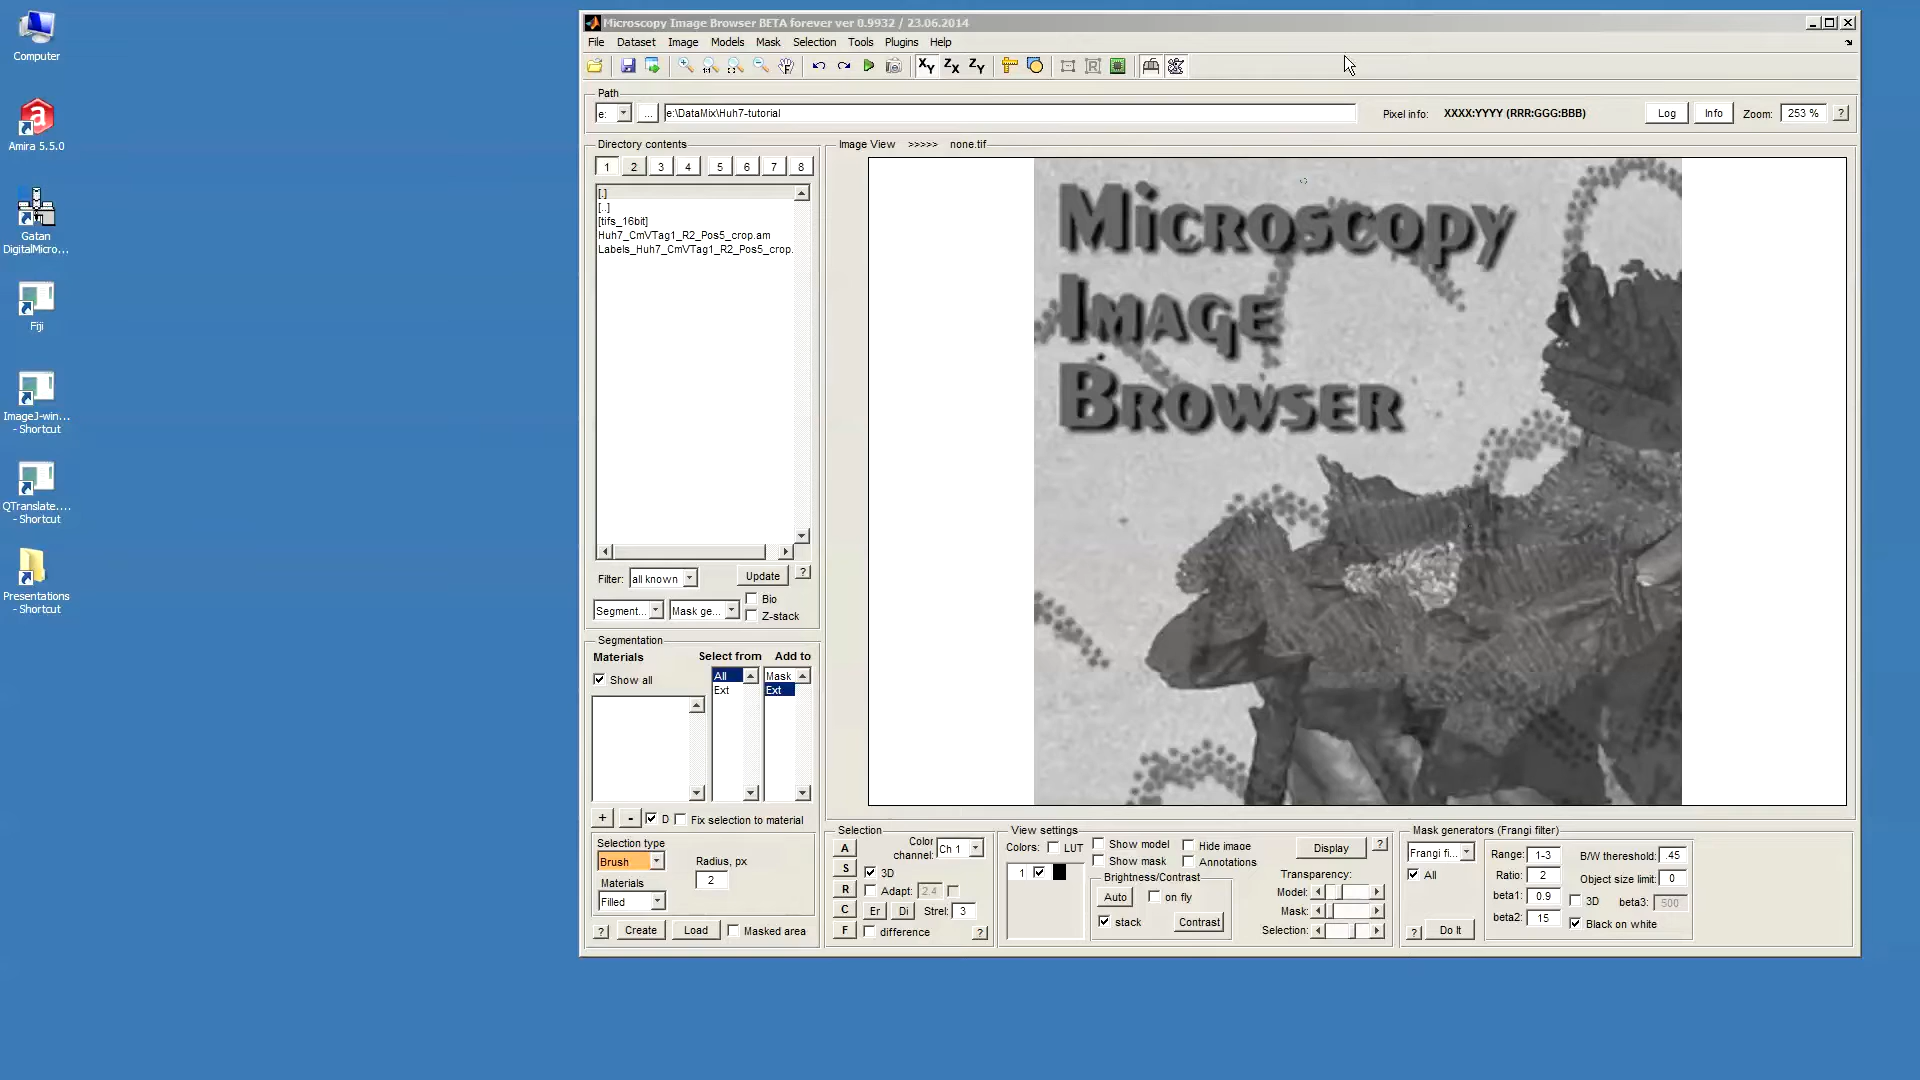 Computer
Amira 5.5.0
Gatan
DigitalMicro...
Fiji
ImageJ-win...
- Shortcut
QTranslate....
- Shortcut
Presentations
- Shortcut
Microscopy Image Browser BETA forever ver 0.9932 / 23.06.2014
File Dataset Image Models Mask Selection Tools Plugins Help
XY ZX ZY
Path
e: ... e:\DataMix\Huh7-tutorial
Pixel info: XXXX:YYYY (RRR:GGG:BBB) Log Info Zoom: 253 % ?
Directory contents
1 2 3 4 5 6 7 8
[.]
[..]
[tifs_16bit]
Huh7_CmVTag1_R2_Pos5_crop.am
Labels_Huh7_CmVTag1_R2_Pos5_crop.
Filter: all known Update ?
Segment... Mask ge... Bio
Z-stack
Image View >>>>> none.tif
Microscopy
Image
Browser
Segmentation
Materials Select from Add to
Show all All Mask
Ext Ext
+ - D Fix selection to material
Selection type
Brush Radius, px
2
Materials
Filled
? Create Load Masked area
Selection
A Color channel: Ch 1
S 3D
R Adapt: 2.4
C Er Di Strel: 3
F difference ?
View settings
Colors: LUT Show model Hide image Display ?
Show mask Annotations
1
Brightness/Contrast
Auto on fly
stack Contrast
Transparency:
Model:
Mask:
Selection:
Mask generators (Frangi filter)
Frangi fi... Range: 1-3 B/W thereshold: .45
All Ratio: 2 Object size limit: 0
beta1: 0.9 3D beta3: 500
beta2: 15 Black on white
? Do It